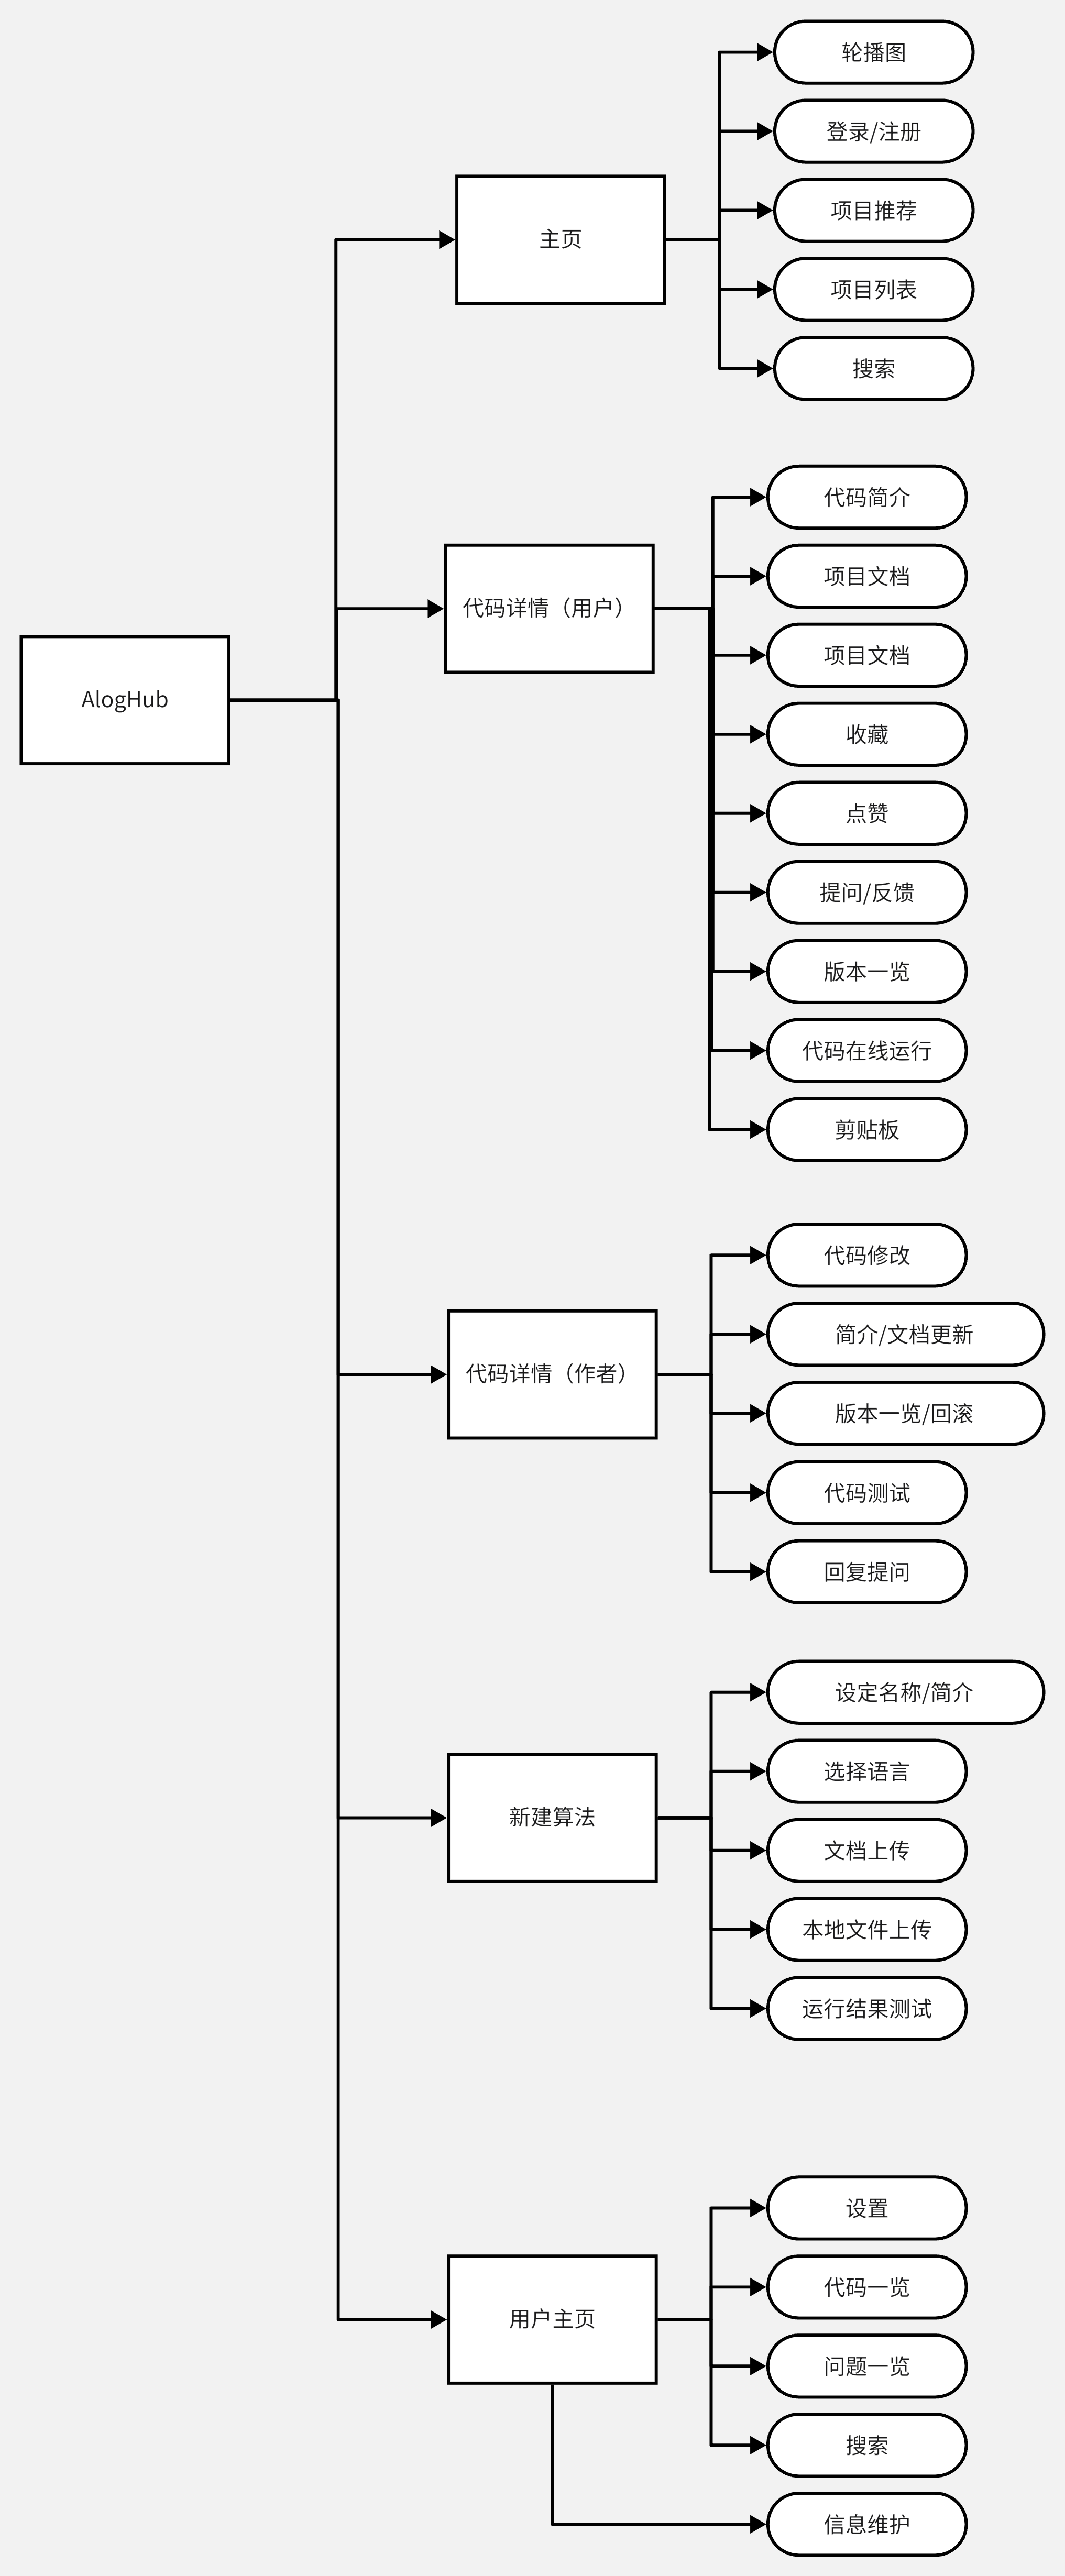 AlogHub
主页
轮播图
登录/注册
项目推荐
项目列表
搜索
代码详情（用户）
代码简介
项目文档
项目文档
收藏
点赞
提问/反馈
版本一览
代码在线运行
剪贴板
代码详情（作者）
代码修改
简介/文档更新
版本一览/回滚
代码测试
回复提问
新建算法
设定名称/简介
选择语言
文档上传
本地文件上传
运行结果测试
用户主页
设置
代码一览
问题一览
搜索
信息维护